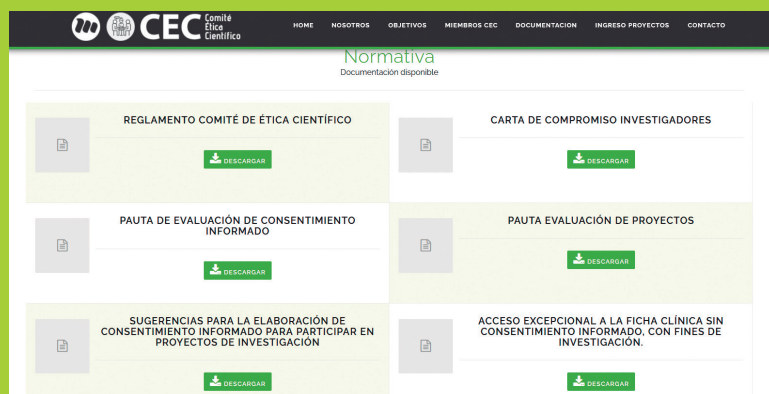 CEC Comité
Ética
Científico
HOME NOSOTROS OBJETIVOS MIEMBROS CEC DOCUMENTACION INGRESO PROYECTOS CONTACTO
Normativa
Documentación disponible
REGLAMENTO COMITÉ DE ÉTICA CIENTÍFICO
DESCARGAR
CARTA DE COMPROMISO INVESTIGADORES
DESCARGAR
PAUTA DE EVALUACIÓN DE CONSENTIMIENTO
INFORMADO
DESCARGAR
PAUTA EVALUACIÓN DE PROYECTOS
DESCARGAR
SUGERENCIAS PARA LA ELABORACIÓN DE
CONSENTIMIENTO INFORMADO PARA PARTICIPAR EN
PROYECTOS DE INVESTIGACIÓN
DESCARGAR
ACCESO EXCEPCIONAL A LA FICHA CLÍNICA SIN
CONSENTIMIENTO INFORMADO, CON FINES DE
INVESTIGACIÓN.
DESCARGAR